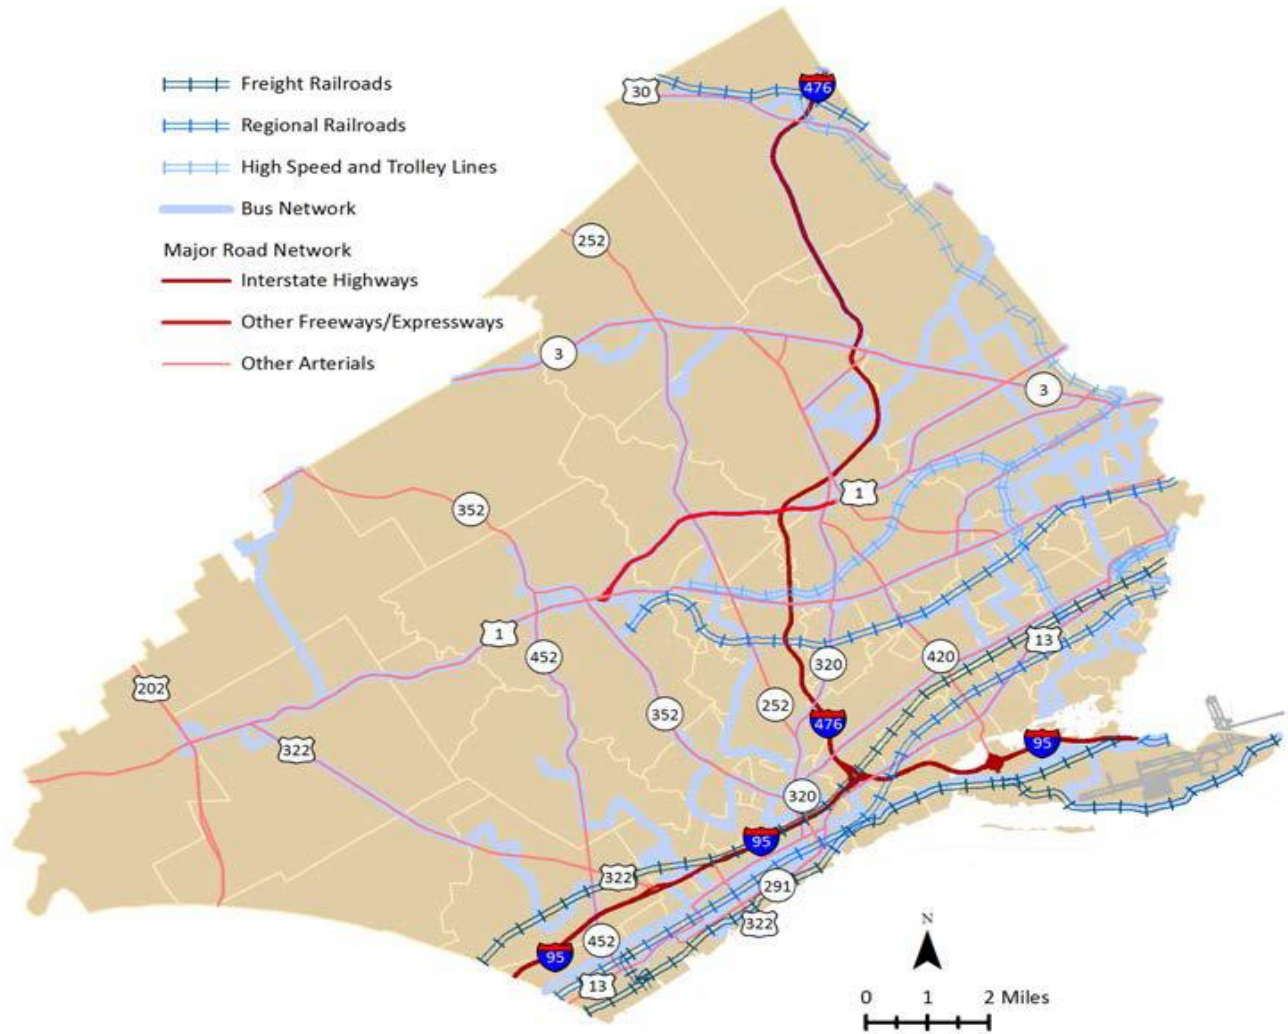 Freight Railroads
Regional Railroads
High Speed and Trolley Lines
Bus Network
Major Road Network
Interstate Highways
Other Freeways/Expressways
Other Arterials
30
476
252
3
3
352
1
1
452
320
420
13
202
252
352
476
322
95
320
95
322
291
322
452
95
13
N
0 1 2 Miles